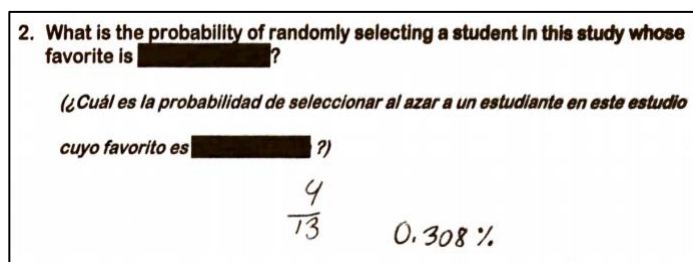 2. What is the probability of randomly selecting a student in this study whose
favorite is ?
(¿Cuál es la probabilidad de seleccionar al azar a un estudiante en este estudio
cuyo favorito es ?)
4
13
0.308 %